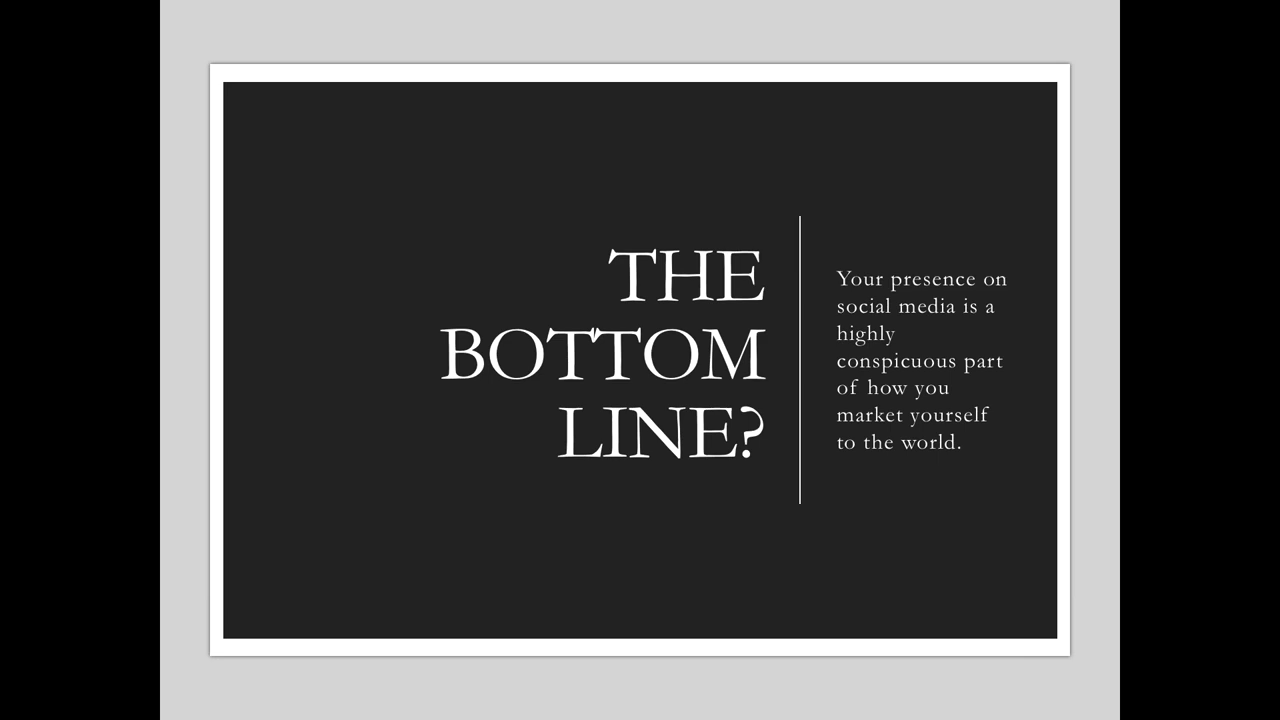 THE
BOTTOM
LINE?
Your presence on
social media is a
highly
conspicuous part
of how you
market yourself
to the world.